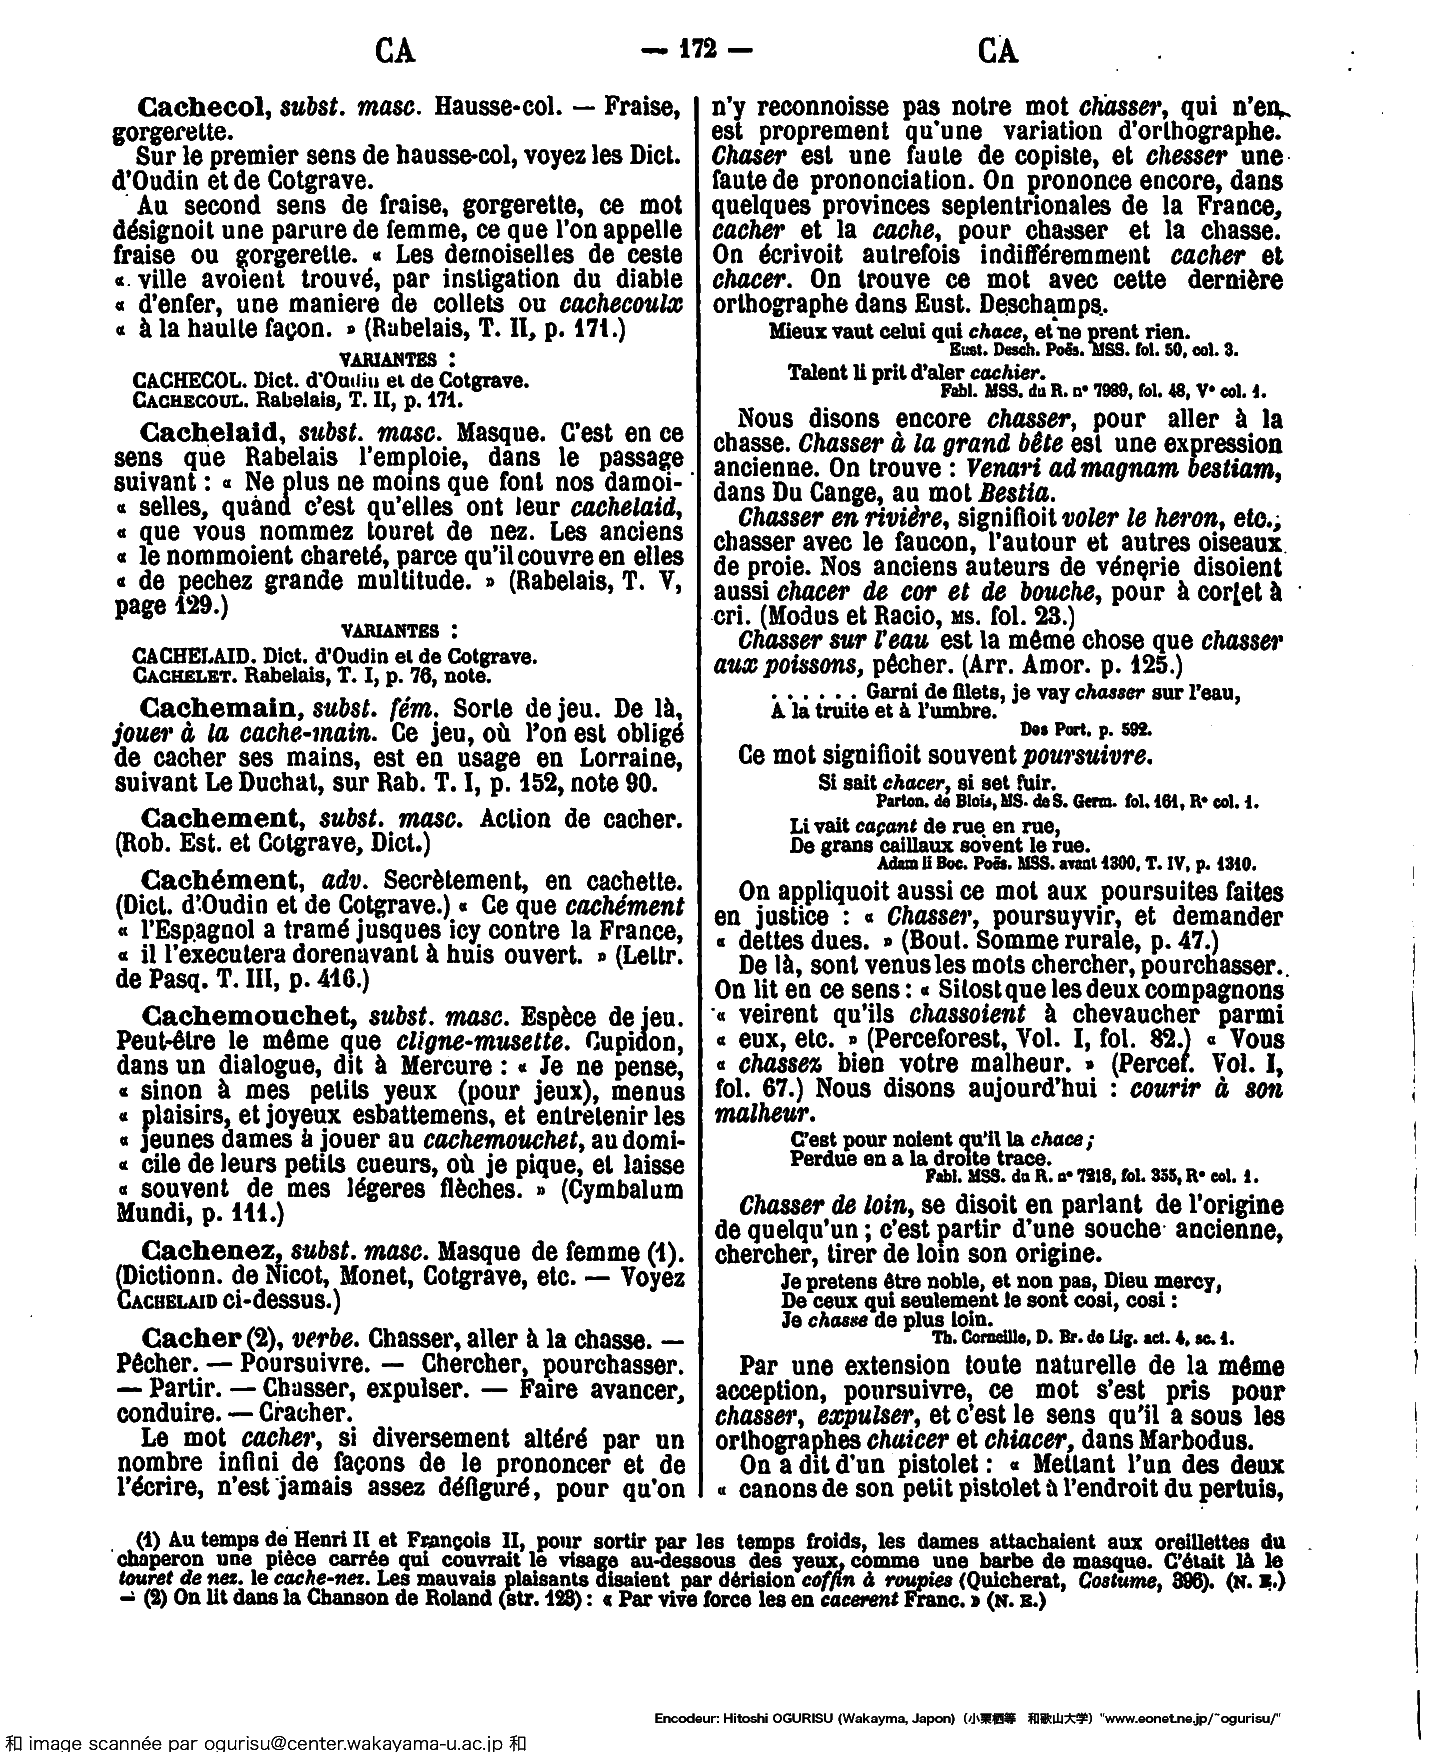 CA — 172 — CA
Cachecol, subst. masc. Hausse-col. — Fraise,
gorgerette.
Sur le premier sens de hausse-col, voyez les Dict.
d'Oudin et de Cotgrave.
Au second sens de fraise, gorgerette, ce mot
désignoit une parure de femme, ce que l'on appelle
fraise ou gorgerette. « Les demoiselles de ceste
« ville avoient trouvé, par instigation du diable
« d'enfer, une maniere de collets ou cachecoulx
« à la haulte façon. » (Rabelais, T. II, p. 171.)
VARIANTES :
CACHECOL. Dict. d'Oudin et de Cotgrave.
CACHECOUL. Rabelais, T. II, p. 171.
Cachelaid, subst. masc. Masque. C'est en ce
sens que Rabelais l'emploie, dans le passage
suivant : « Ne plus ne moins que font nos damoi-
« selles, quand c'est qu'elles ont leur cachelaid,
« que vous nommez touret de nez. Les anciens
« le nommoient chareté, parce qu'il couvre en elles
« de pechez grande multitude. » (Rabelais, T. V,
page 129.)
VARIANTES :
CACHELAID. Dict. d'Oudin et de Cotgrave.
CACHELET. Rabelais, T. I, p. 76, note.
Cachemain, subst. fém. Sorte de jeu. De là,
jouer à la cache-main. Ce jeu, où l'on est obligé
de cacher ses mains, est en usage en Lorraine,
suivant Le Duchat, sur Rab. T. I, p. 152, note 90.
Cachement, subst. masc. Action de cacher.
(Rob. Est. et Cotgrave, Dict.)
Cachément, adv. Secrètement, en cachette.
(Dict. d'Oudin et de Cotgrave.) « Ce que cachément
« l'Espagnol a tramé jusques icy contre la France,
« il l'executera dorenavant à huis ouvert. » (Lettr.
de Pasq. T. III, p. 416.)
Cachemouchet, subst. masc. Espèce de jeu.
Peut-être le même que cligne-musette. Cupidon,
dans un dialogue, dit à Mercure : « Je ne pense,
« sinon à mes petits yeux (pour jeux), menus
« plaisirs, et joyeux esbattemens, et entretenir les
« jeunes dames à jouer au cachemouchet, au domi-
« cile de leurs petits cueurs, où je pique, et laisse
« souvent de mes légeres flèches. » (Cymbalum
Mundi, p. 111.)
Cachenez, subst. masc. Masque de femme (1).
(Dictionn. de Nicot, Monet, Cotgrave, etc. — Voyez
CACHELAID ci-dessus.)
Cacher (2), verbe. Chasser, aller à la chasse. —
Pêcher. — Poursuivre. — Chercher, pourchasser.
— Partir. — Chasser, expulser. — Faire avancer,
conduire. — Cracher.
Le mot cacher, si diversement altéré par un
nombre infini de façons de le prononcer et de
l'écrire, n'est jamais assez défiguré, pour qu'on
n'y reconnoisse pas notre mot chasser, qui n'en
est proprement qu'une variation d'orthographe.
Chaser est une faute de copiste, et chesser une
faute de prononciation. On prononce encore, dans
quelques provinces septentrionales de la France,
cacher et la cache, pour chasser et la chasse.
On écrivoit autrefois indifféremment cacher et
chacer. On trouve ce mot avec cette dernière
orthographe dans Eust. Deschamps.
Mieux vaut celui qui chace, et ne prent rien.
Eust. Desch. Poës. MSS. fol. 50, col. 3.
Talent li prit d'aler cachier.
Fabl. MSS. du R. n° 7989, fol. 48, V° col. 1.
Nous disons encore chasser, pour aller à la
chasse. Chasser à la grand bête est une expression
ancienne. On trouve : Venari ad magnam bestiam,
dans Du Cange, au mot Bestia.
Chasser en rivière, signifioit voler le heron, etc.;
chasser avec le faucon, l'autour et autres oiseaux
de proie. Nos anciens auteurs de vénerie disoient
aussi chacer de cor et de bouche, pour à cor et à
cri. (Modus et Racio, MS. fol. 23.)
Chasser sur l'eau est la même chose que chasser
aux poissons, pêcher. (Arr. Amor. p. 125.)
. . . . . . Garni de filets, je vay chasser sur l'eau,
A la truite et à l'umbre.
Des Port, p. 592.
Ce mot signifioit souvent poursuivre.
Si sait chacer, si set fuir.
Parton. de Blois, MS. de S. Germ. fol. 161, R° col. 1.
Li vait caçant de rue en rue,
De grans caillaux sovent le rue.
Adam li Boc. Poës. MSS. avant 1300, T. IV, p. 1310.
On appliquoit aussi ce mot aux poursuites faites
en justice : « Chasser, poursuyvir, et demander
« dettes dues. » (Bout. Somme rurale, p. 47.)
De là, sont venus les mots chercher, pourchasser.
On lit en ce sens : « Sitost que les deux compagnons
« veirent qu'ils chassoient à chevaucher parmi
« eux, etc. » (Perceforest, Vol. I, fol. 82.) « Vous
« chassez bien votre malheur. » (Percef. Vol. I,
fol. 67.) Nous disons aujourd'hui : courir à son
malheur.
C'est pour noient qu'il la chace ;
Perdue en a la droite trace.
Fabl. MSS. du R. n° 7218, fol. 355, R° col. 1.
Chasser de loin, se disoit en parlant de l'origine
de quelqu'un ; c'est partir d'une souche ancienne,
chercher, tirer de loin son origine.
Je pretens être noble, et non pas, Dieu mercy,
De ceux qui seulement le sont cosi, cosi :
Je chasse de plus loin.
Th. Corneille, D. Br. de Lig. act. 4, sc. 1.
Par une extension toute naturelle de la même
acception, poursuivre, ce mot s'est pris pour
chasser, expulser, et c'est le sens qu'il a sous les
orthographes chaicer et chiacer, dans Marbodus.
On a dit d'un pistolet : « Mettant l'un des deux
« canons de son petit pistolet à l'endroit du pertuis,
(1) Au temps de Henri II et François II, pour sortir par les temps froids, les dames attachaient aux oreillettes du
chaperon une pièce carrée qui couvrait le visage au-dessous des yeux, comme une barbe de masque. C'était là le
touret de nez. le cache-nez. Les mauvais plaisants disaient par dérision coffin à roupies (Quicherat, Costume, 396). (N. E.)
— (2) On lit dans la Chanson de Roland (str. 123) : « Par vive force les en cacerent Franc. » (N. E.)
Encodeur: Hitoshi OGURISU (Wakayma, Japon) (小栗栖等 和歌山大学) "www.eonet.ne.jp/~ogurisu/"
和 image scannée par ogurisu@center.wakayama-u.ac.jp 和